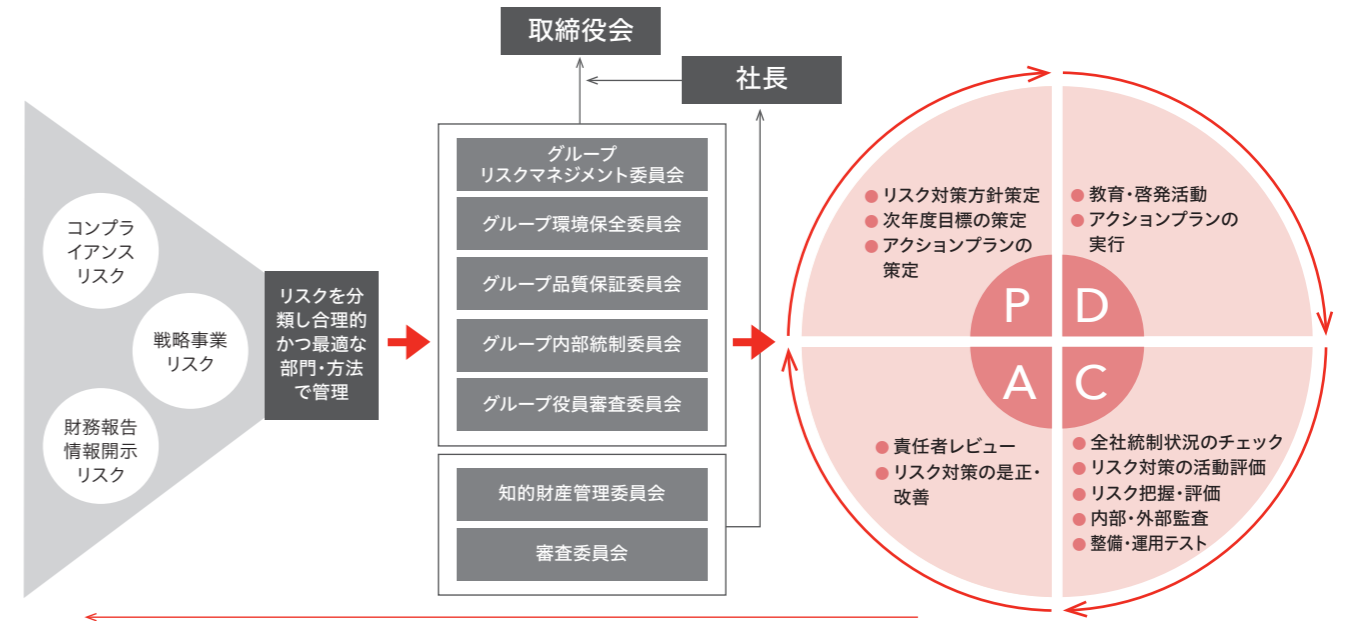 取締役会
社長
コンプラ
イアンス
リスク
戦略事業
リスク
財務報告
情報開示
リスク
リスクを分
類し合理的
かつ最適な
部門・方法
で管理
グループ
リスクマネジメント委員会
グループ環境保全委員会
グループ品質保証委員会
グループ内部統制委員会
グループ役員審査委員会
知的財産管理委員会
審査委員会
● リスク対策方針策定
● 次年度目標の策定
● アクションプランの
策定
P
● 教育・啓発活動
● アクションプランの
実行
D
A
● 責任者レビュー
● リスク対策の是正・
改善
C
● 全社統制状況のチェック
● リスク対策の活動評価
● リスク把握・評価
● 内部・外部監査
● 整備・運用テスト